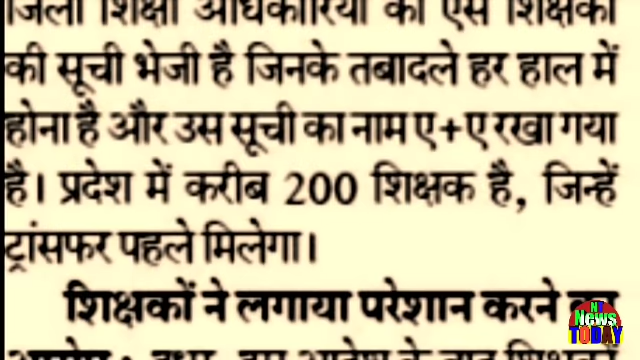 जिला शिक्षा अधिकारियों को ऐसे शिक्षकों
की सूची भेजी है जिनके तबादले हर हाल में
होना है और उस सूची का नाम ए+ए रखा गया
है। प्रदेश में करीब 200 शिक्षक है, जिन्हें
ट्रांसफर पहले मिलेगा।
शिक्षकों ने लगाया परेशान करने का
NT
News
TODAY